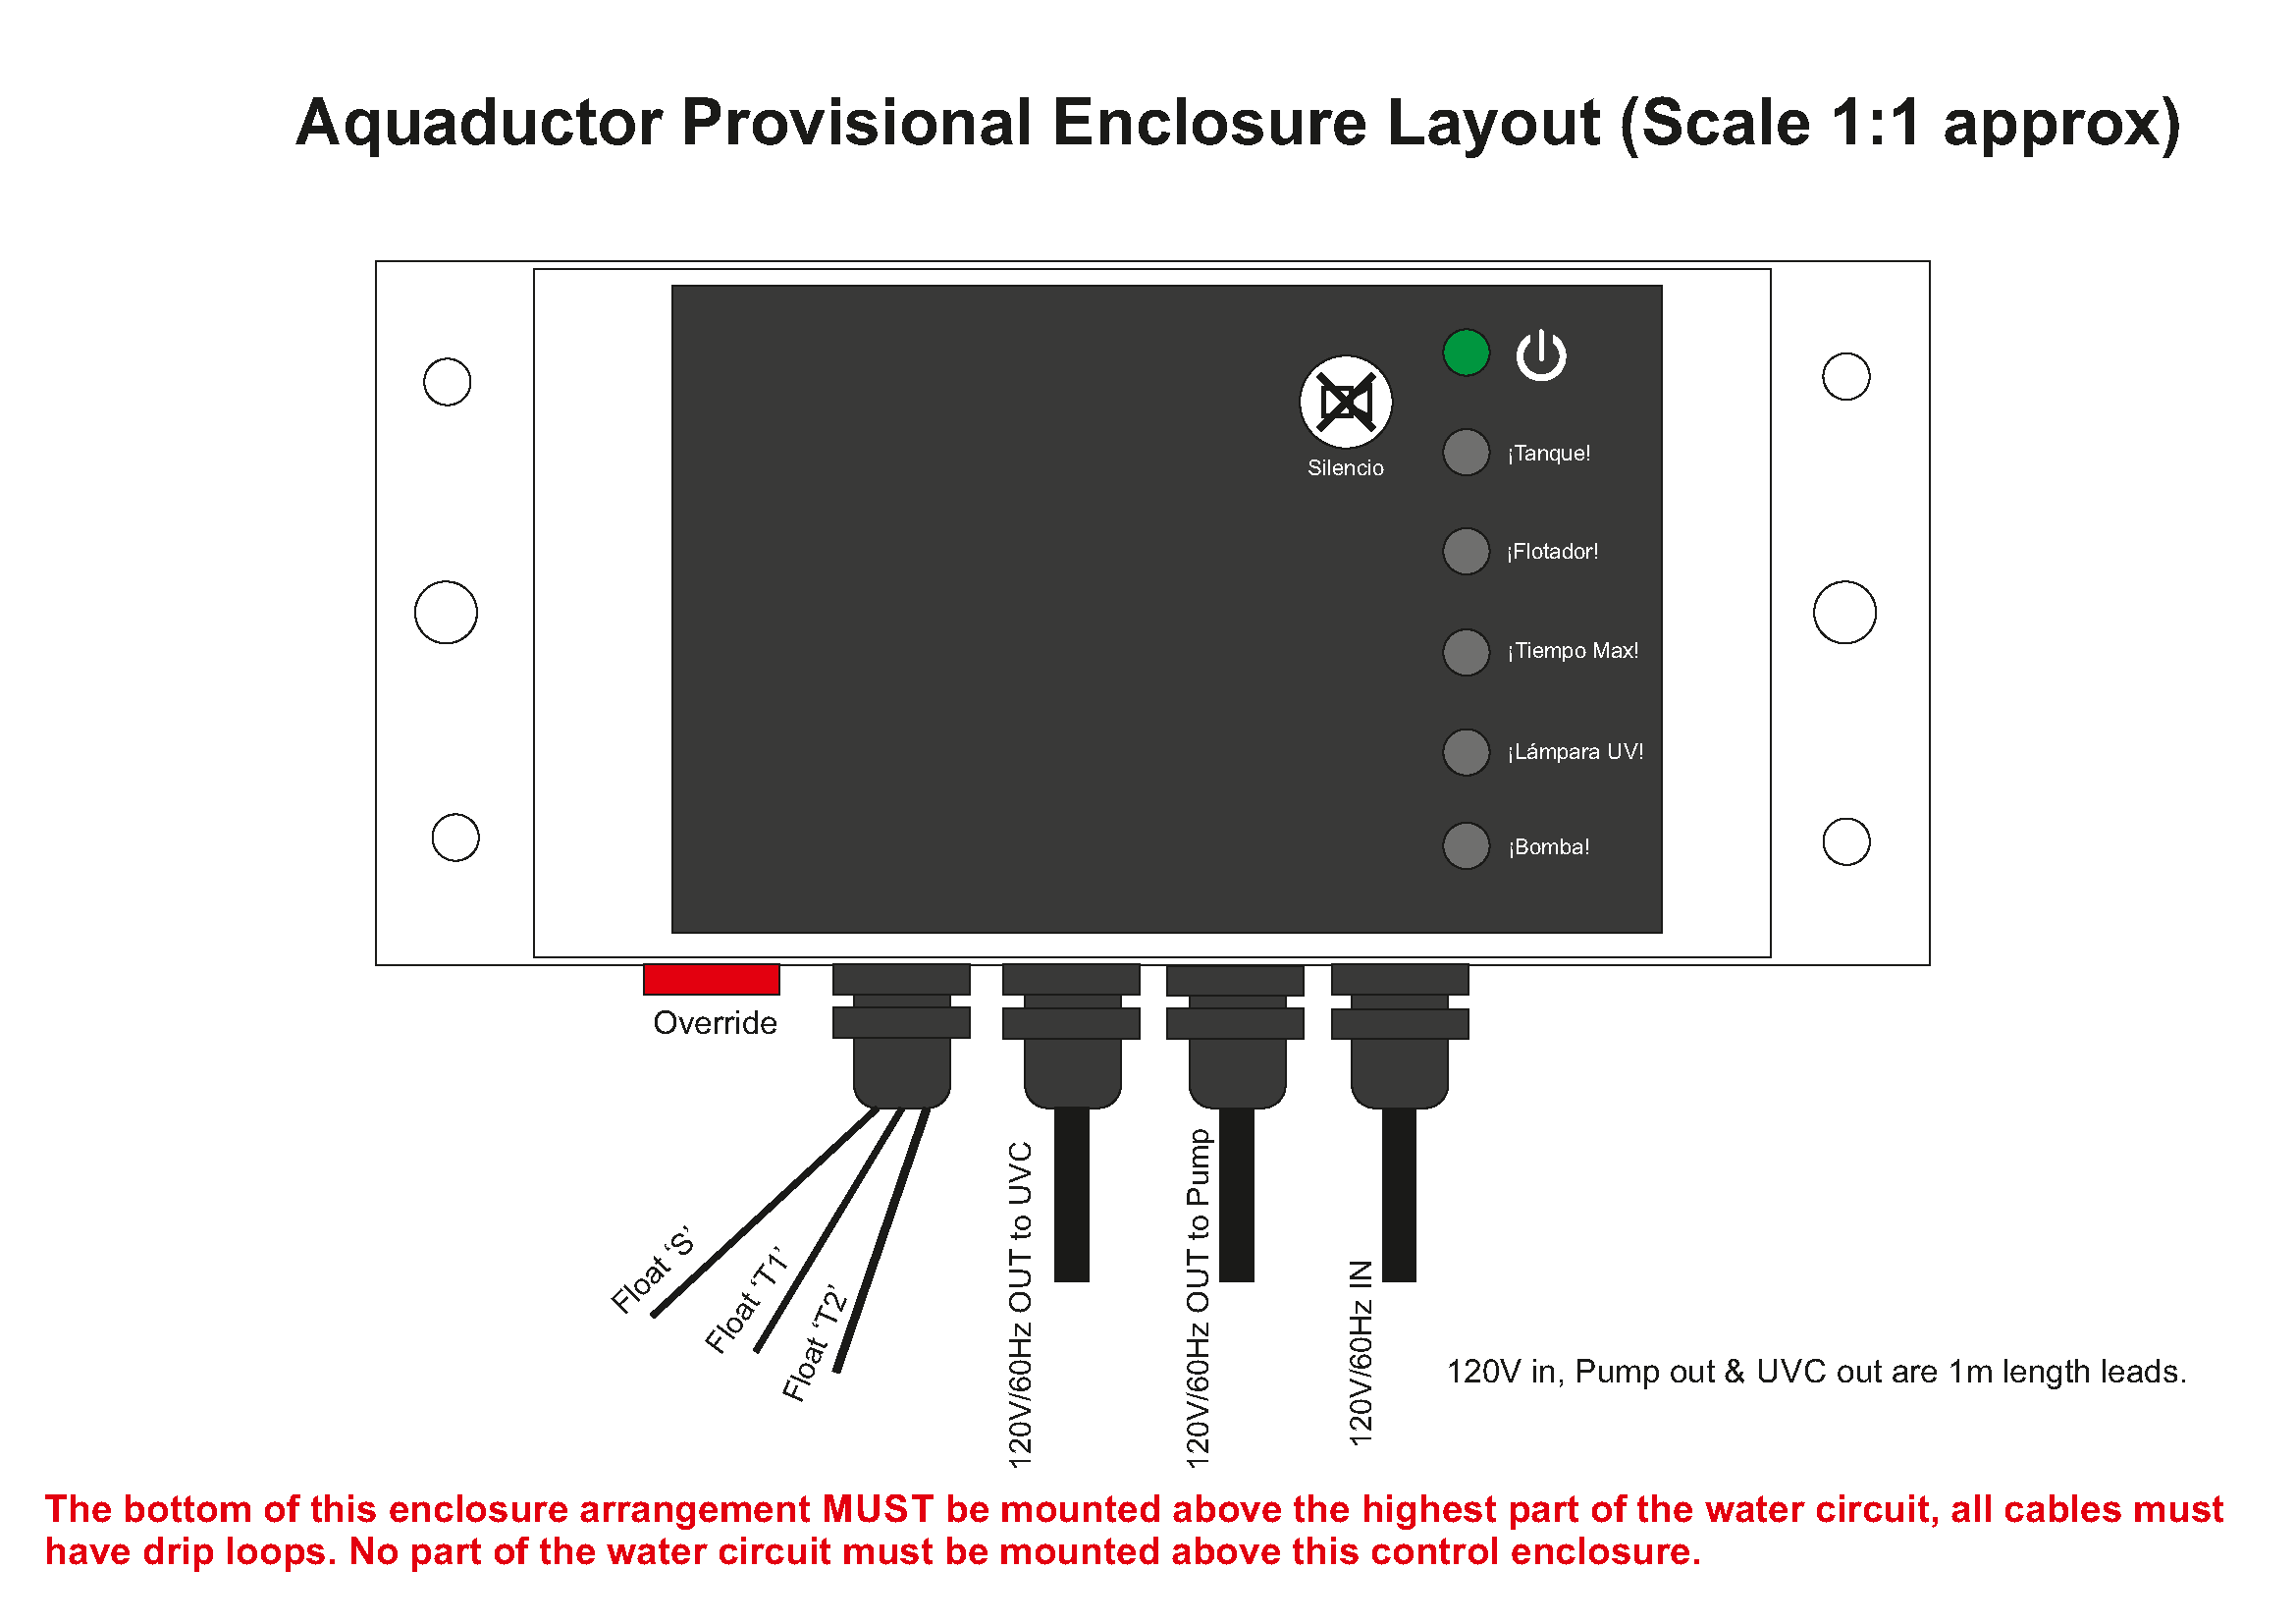 Aquaductor Provisional Enclosure Layout (Scale 1:1 approx)
Silencio
¡Tanque!
¡Flotador!
¡Tiempo Max!
¡Lámpara UV!
¡Bomba!
Override
Float ‘S’
Float ‘T1’
Float ‘T2’
120V/60Hz OUT to UVC
120V/60Hz OUT to Pump
120V/60Hz IN
120V in, Pump out & UVC out are 1m length leads.
The bottom of this enclosure arrangement MUST be mounted above the highest part of the water circuit, all cables must
have drip loops. No part of the water circuit must be mounted above this control enclosure.